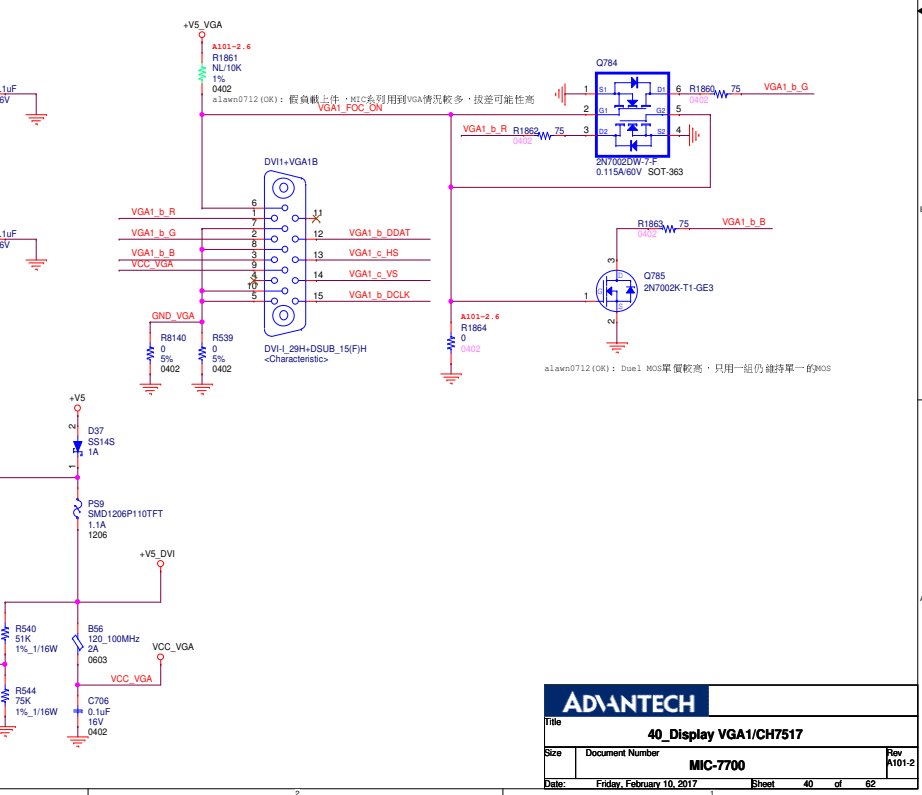 +V5_VGA
A101-2.6
R1861
NL/10K
1%
0402
alawn0712(OK): 假負載上件，MIC系列用到VGA情況較多，拔差可能性高
VGA1_FOC_ON
.1uF
6V
.1uF
6V
Q784
1
2
3
S1
G1
D2
D1
G2
S2
6
5
4
R1860
75
0402
VGA1_b_G
VGA1_b_R
R1862
75
0402
2N7002DW-7-F
0.115A/60V
SOT-363
DVI1+VGA1B
6
1
7
2
8
3
9
4
10
5
11
12
13
14
15
VGA1_b_R
VGA1_b_G
VGA1_b_B
VCC_VGA
VGA1_b_DDAT
VGA1_c_HS
VGA1_c_VS
VGA1_b_DCLK
GND_VGA
R8140
0
5%
0402
R539
0
5%
0402
DVI-I_29H+DSUB_15(F)H
<Characteristic>
R1863
75
0402
VGA1_b_B
3
D
G
S
1
2
Q785
2N7002K-T1-GE3
A101-2.6
R1864
0
0402
alawn0712(OK): Duel MOS單價較高，只用一組仍維持單一的MOS
+V5
2
D37
SS14S
1A
1
PS9
SMD1206P110TFT
1.1A
1206
+V5_DVI
R540
51K
1%_1/16W
B56
120_100MHz
2A
0603
VCC_VGA
VCC_VGA
R544
75K
1%_1/16W
C706
0.1uF
16V
0402
ADVANTECH
Title
40_Display VGA1/CH7517
Size
Document Number
Rev
MIC-7700
A101-2
Date:
Friday, February 10, 2017
Sheet
40
of
62
2
1